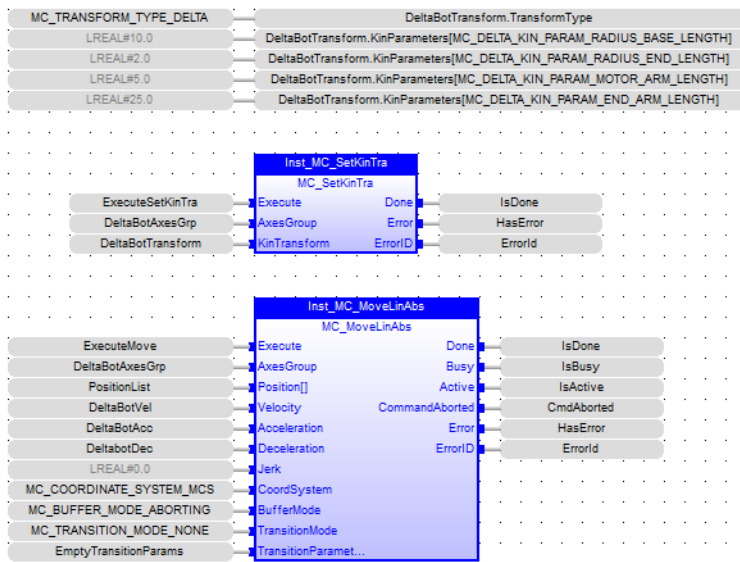 MC_TRANSFORM_TYPE_DELTA DeltaBotTransform.TransformType
LREAL#10.0 DeltaBotTransform.KinParameters[MC_DELTA_KIN_PARAM_RADIUS_BASE_LENGTH]
LREAL#2.0 DeltaBotTransform.KinParameters[MC_DELTA_KIN_PARAM_RADIUS_END_LENGTH]
LREAL#5.0 DeltaBotTransform.KinParameters[MC_DELTA_KIN_PARAM_MOTOR_ARM_LENGTH]
LREAL#25.0 DeltaBotTransform.KinParameters[MC_DELTA_KIN_PARAM_END_ARM_LENGTH]
Inst_MC_SetKinTra
MC_SetKinTra
ExecuteSetKinTra Execute Done IsDone
DeltaBotAxesGrp AxesGroup Error HasError
DeltaBotTransform KinTransform ErrorID ErrorId
Inst_MC_MoveLinAbs
MC_MoveLinAbs
ExecuteMove Execute Done IsDone
DeltaBotAxesGrp AxesGroup Busy IsBusy
PositionList Position[] Active IsActive
DeltaBotVel Velocity CommandAborted CmdAborted
DeltaBotAcc Acceleration Error HasError
DeltabotDec Deceleration ErrorID ErrorId
LREAL#0.0 Jerk
MC_COORDINATE_SYSTEM_MCS CoordSystem
MC_BUFFER_MODE_ABORTING BufferMode
MC_TRANSITION_MODE_NONE TransitionMode
EmptyTransitionParams TransitionParamet...